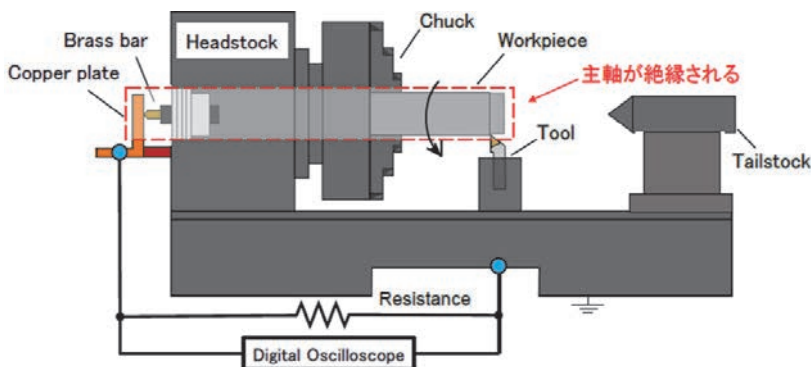 Chuck
Brass bar
Headstock
Workpiece
Copper plate
主軸が絶縁される
Tool
Tailstock
Resistance
Digital Oscilloscope